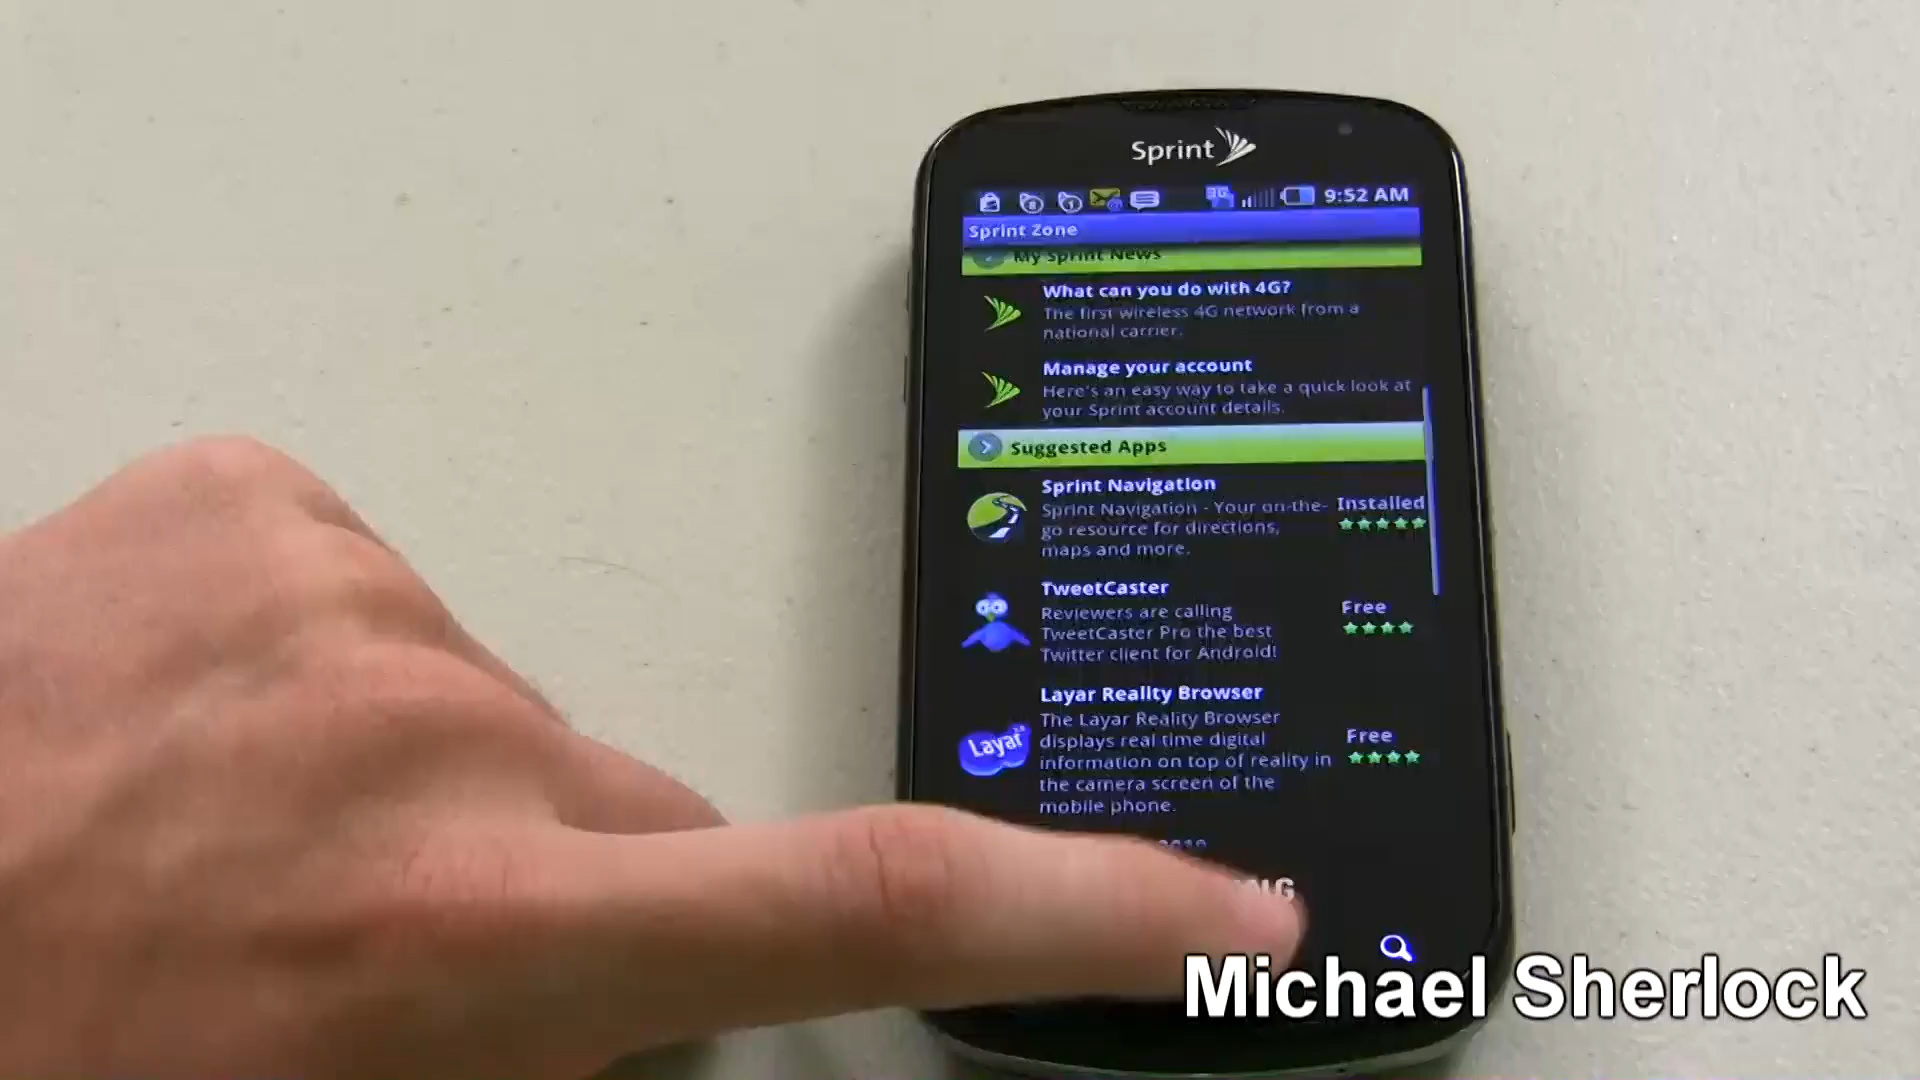 Sprint
9:52 AM
Sprint Zone
My Sprint News
What can you do with 4G?
The first wireless 4G network from a
national carrier.
Manage your account
Here's an easy way to take a quick look at
your Sprint account details.
Suggested Apps
Sprint Navigation
Sprint Navigation - Your on-the-
go resource for directions,
maps and more.
Installed
TweetCaster
Reviewers are calling
TweetCaster Pro the best
Twitter client for Android!
Free
Layar Reality Browser
The Layar Reality Browser
displays real time digital
information on top of reality in
the camera screen of the
mobile phone.
Free
Layar
Michael Sherlock